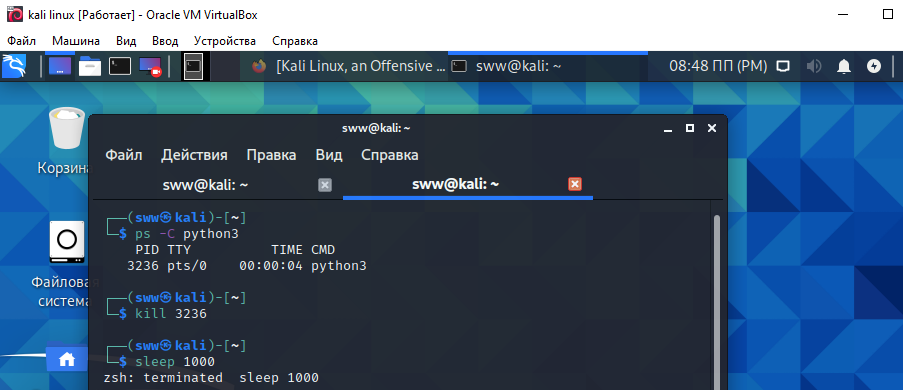 kali linux [Работает] - Oracle VM VirtualBox
Файл Машина Вид Ввод Устройства Справка
[Kali Linux, an Offensive ... sww@kali: ~ 08:48 ПП (PM)
sww@kali: ~
Корзина
Файл Действия Правка Вид Справка
sww@kali: ~ sww@kali: ~
┌──(sww㉿kali)-[~]
└─$ ps -C python3
PID TTY TIME CMD
3236 pts/0 00:00:04 python3
Файловая
система
┌──(sww㉿kali)-[~]
└─$ kill 3236
┌──(sww㉿kali)-[~]
└─$ sleep 1000
zsh: terminated sleep 1000